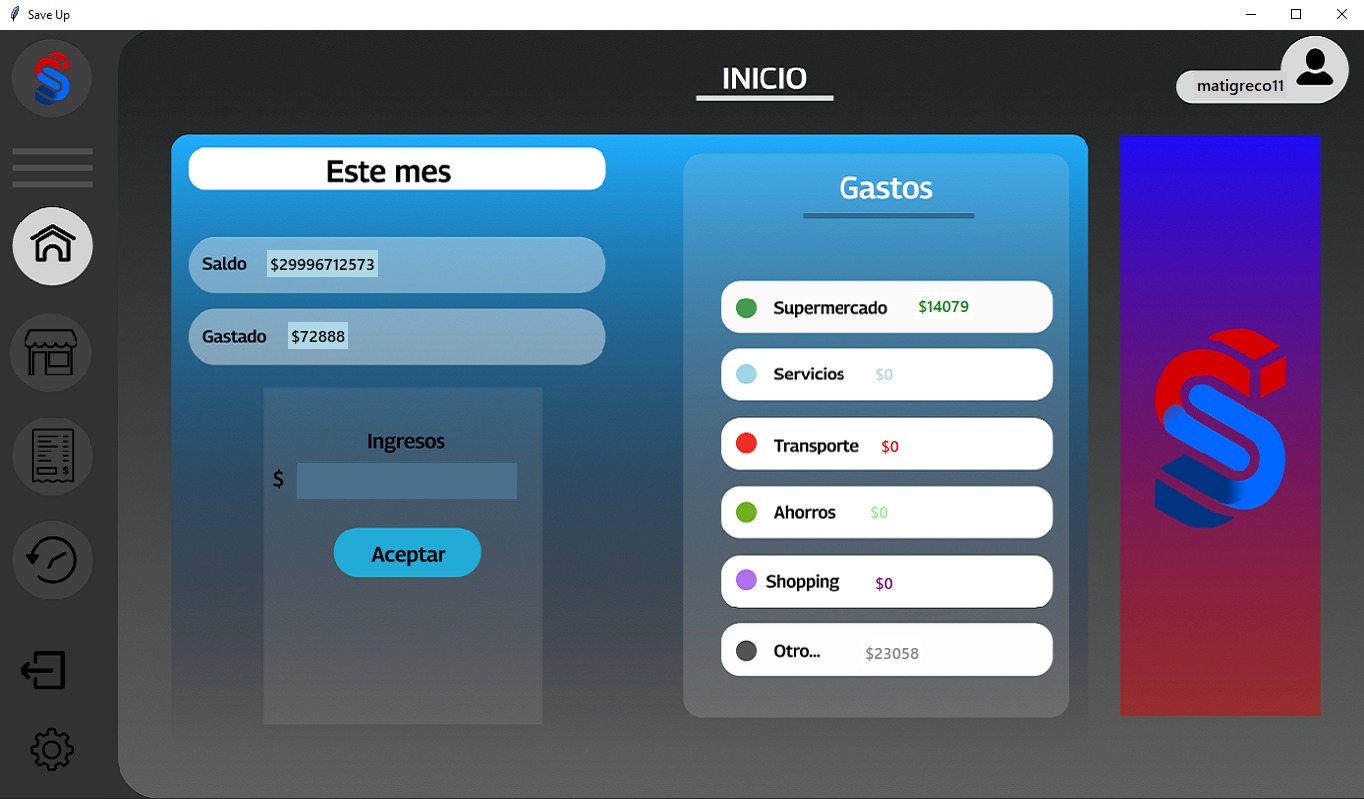 Save Up
INICIO
matigreco11
Este mes
Saldo $29996712573
Gastado $72888
Ingresos
$
Aceptar
Gastos
Supermercado $14079
Servicios $0
Transporte $0
Ahorros $0
Shopping $0
Otro... $23058